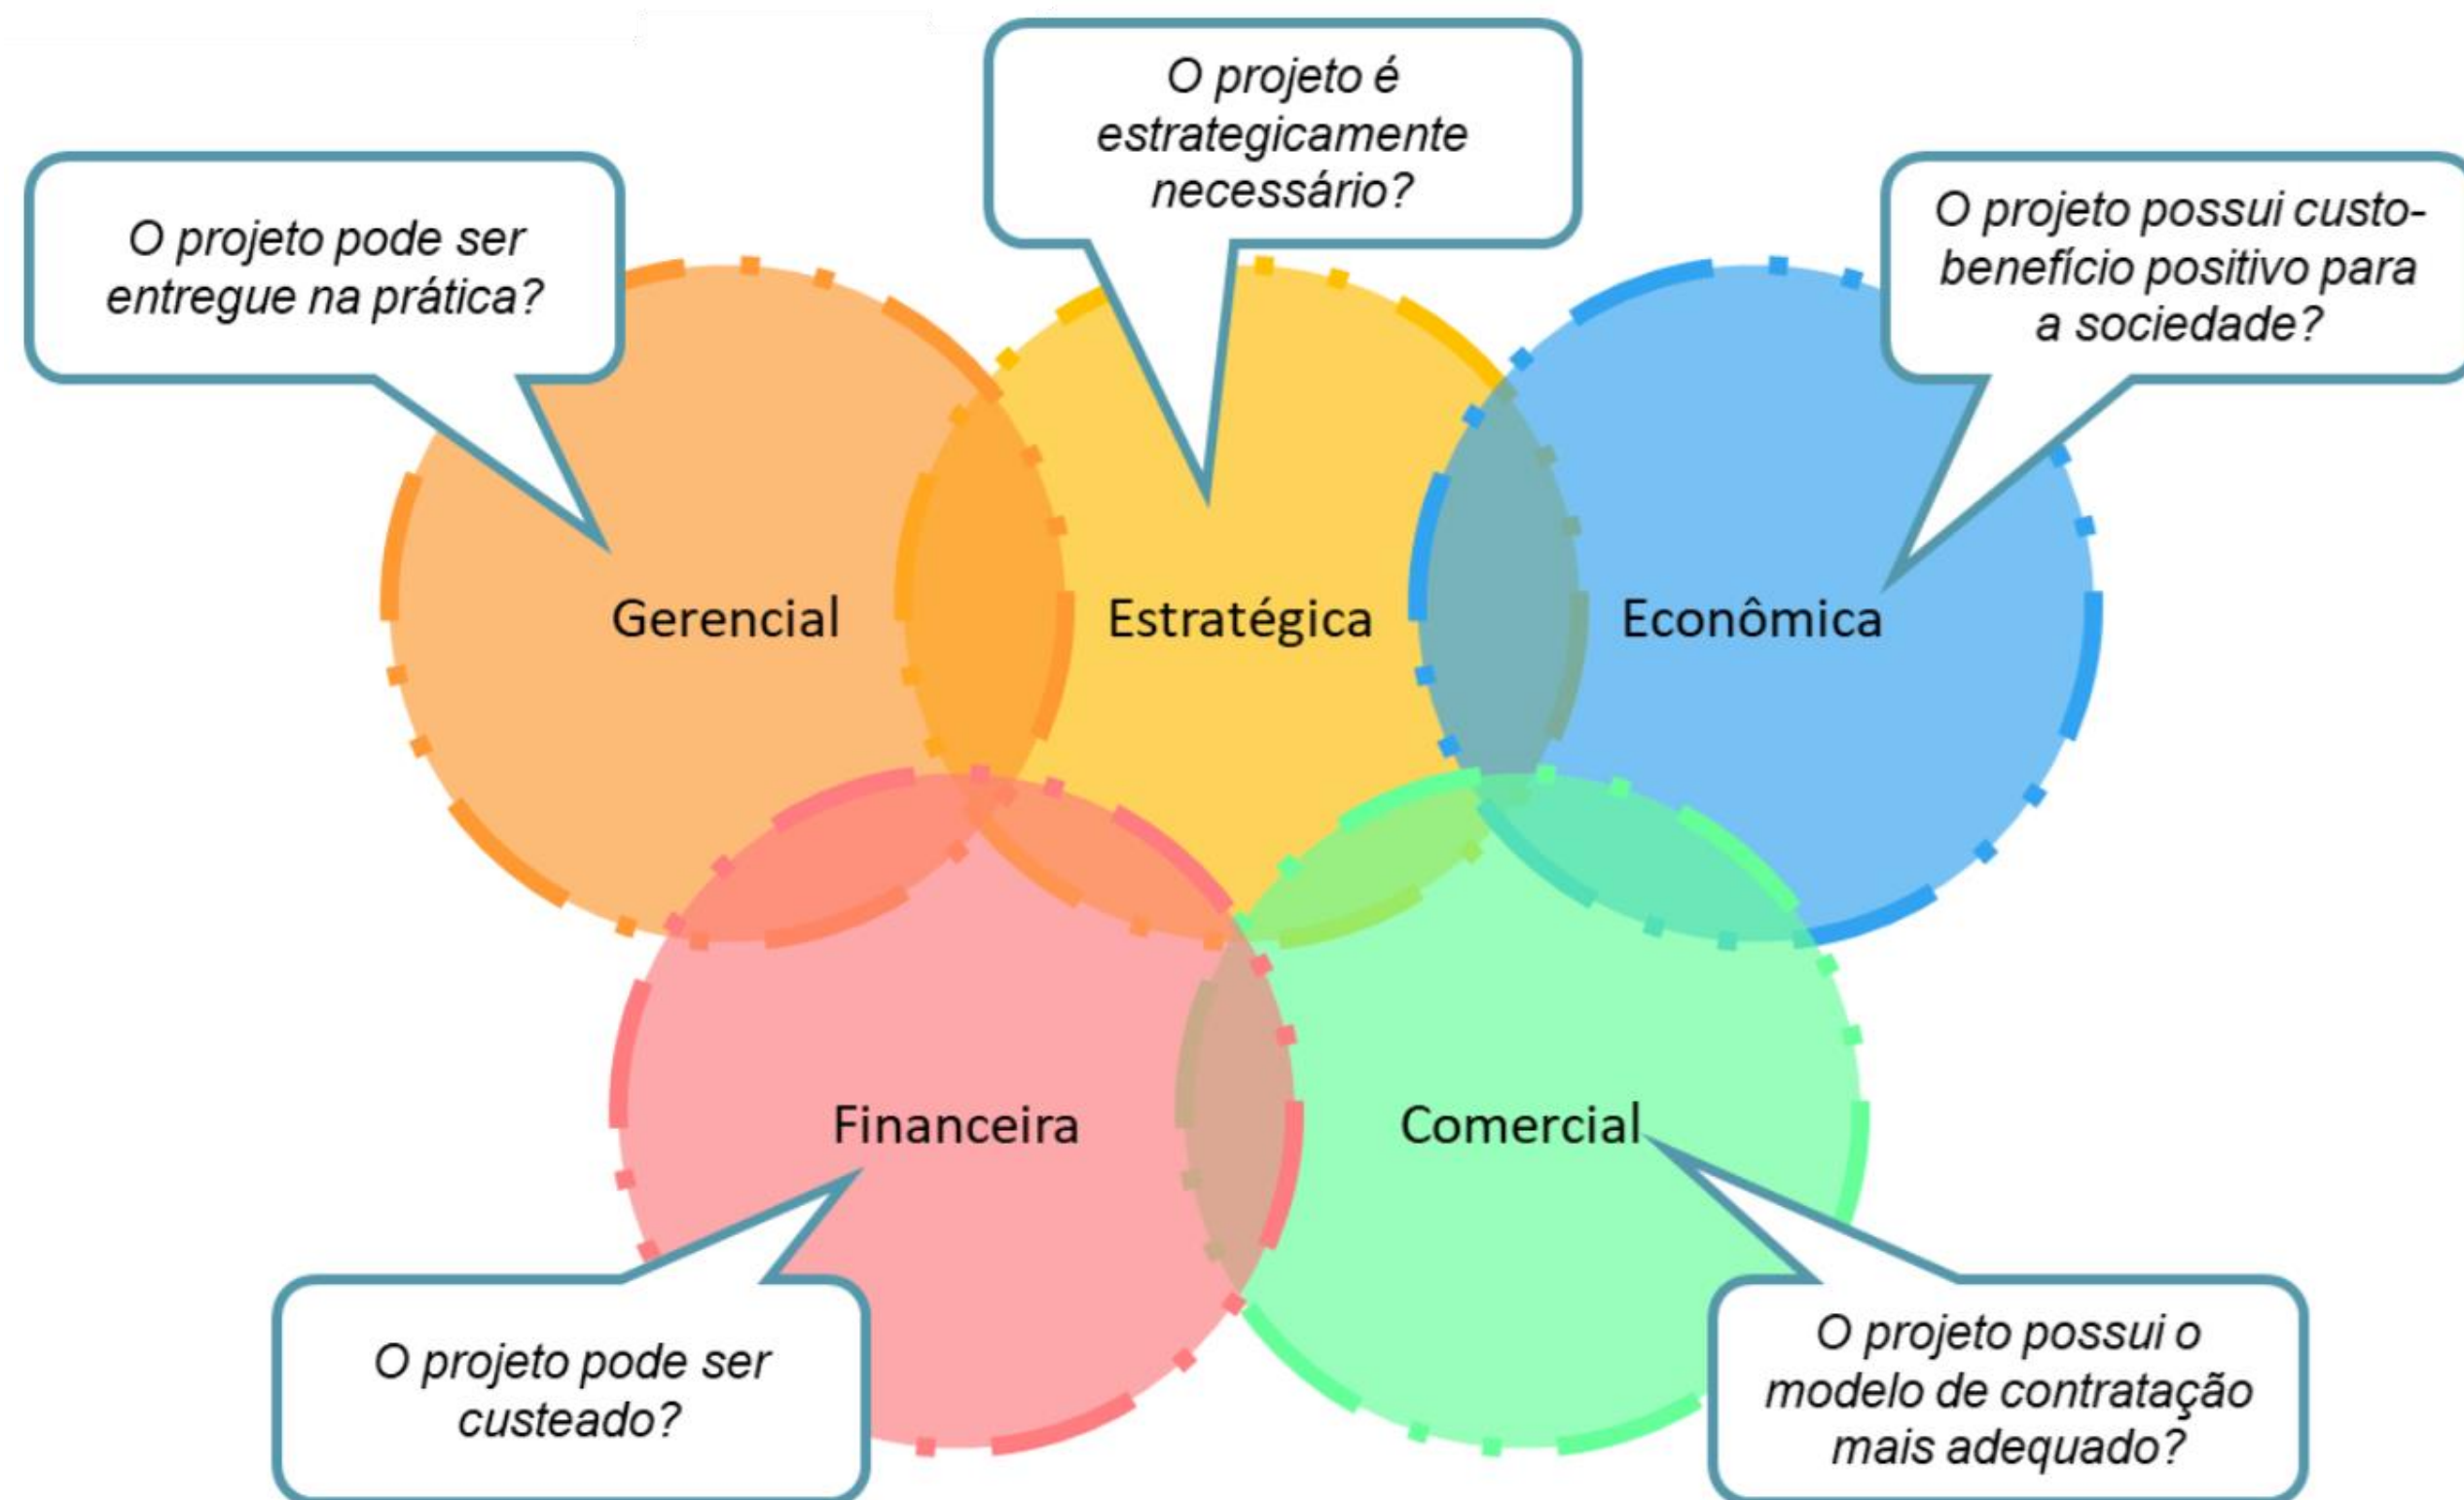 O projeto é
estrategicamente
necessário?
O projeto pode ser
entregue na prática?
O projeto possui custo-
benefício positivo para
a sociedade?
Gerencial
Estratégica
Econômica
Financeira
Comercial
O projeto pode ser
custeado?
O projeto possui o
modelo de contratação
mais adequado?